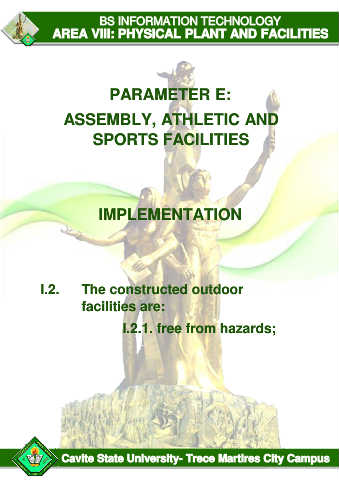 BS INFORMATION TECHNOLOGY
AREA VIII: PHYSICAL PLANT AND FACILITIES
PARAMETER E:
ASSEMBLY, ATHLETIC AND
SPORTS FACILITIES
IMPLEMENTATION
I.2. The constructed outdoor
facilities are:
I.2.1. free from hazards;
Cavite State University- Trece Martires City Campus